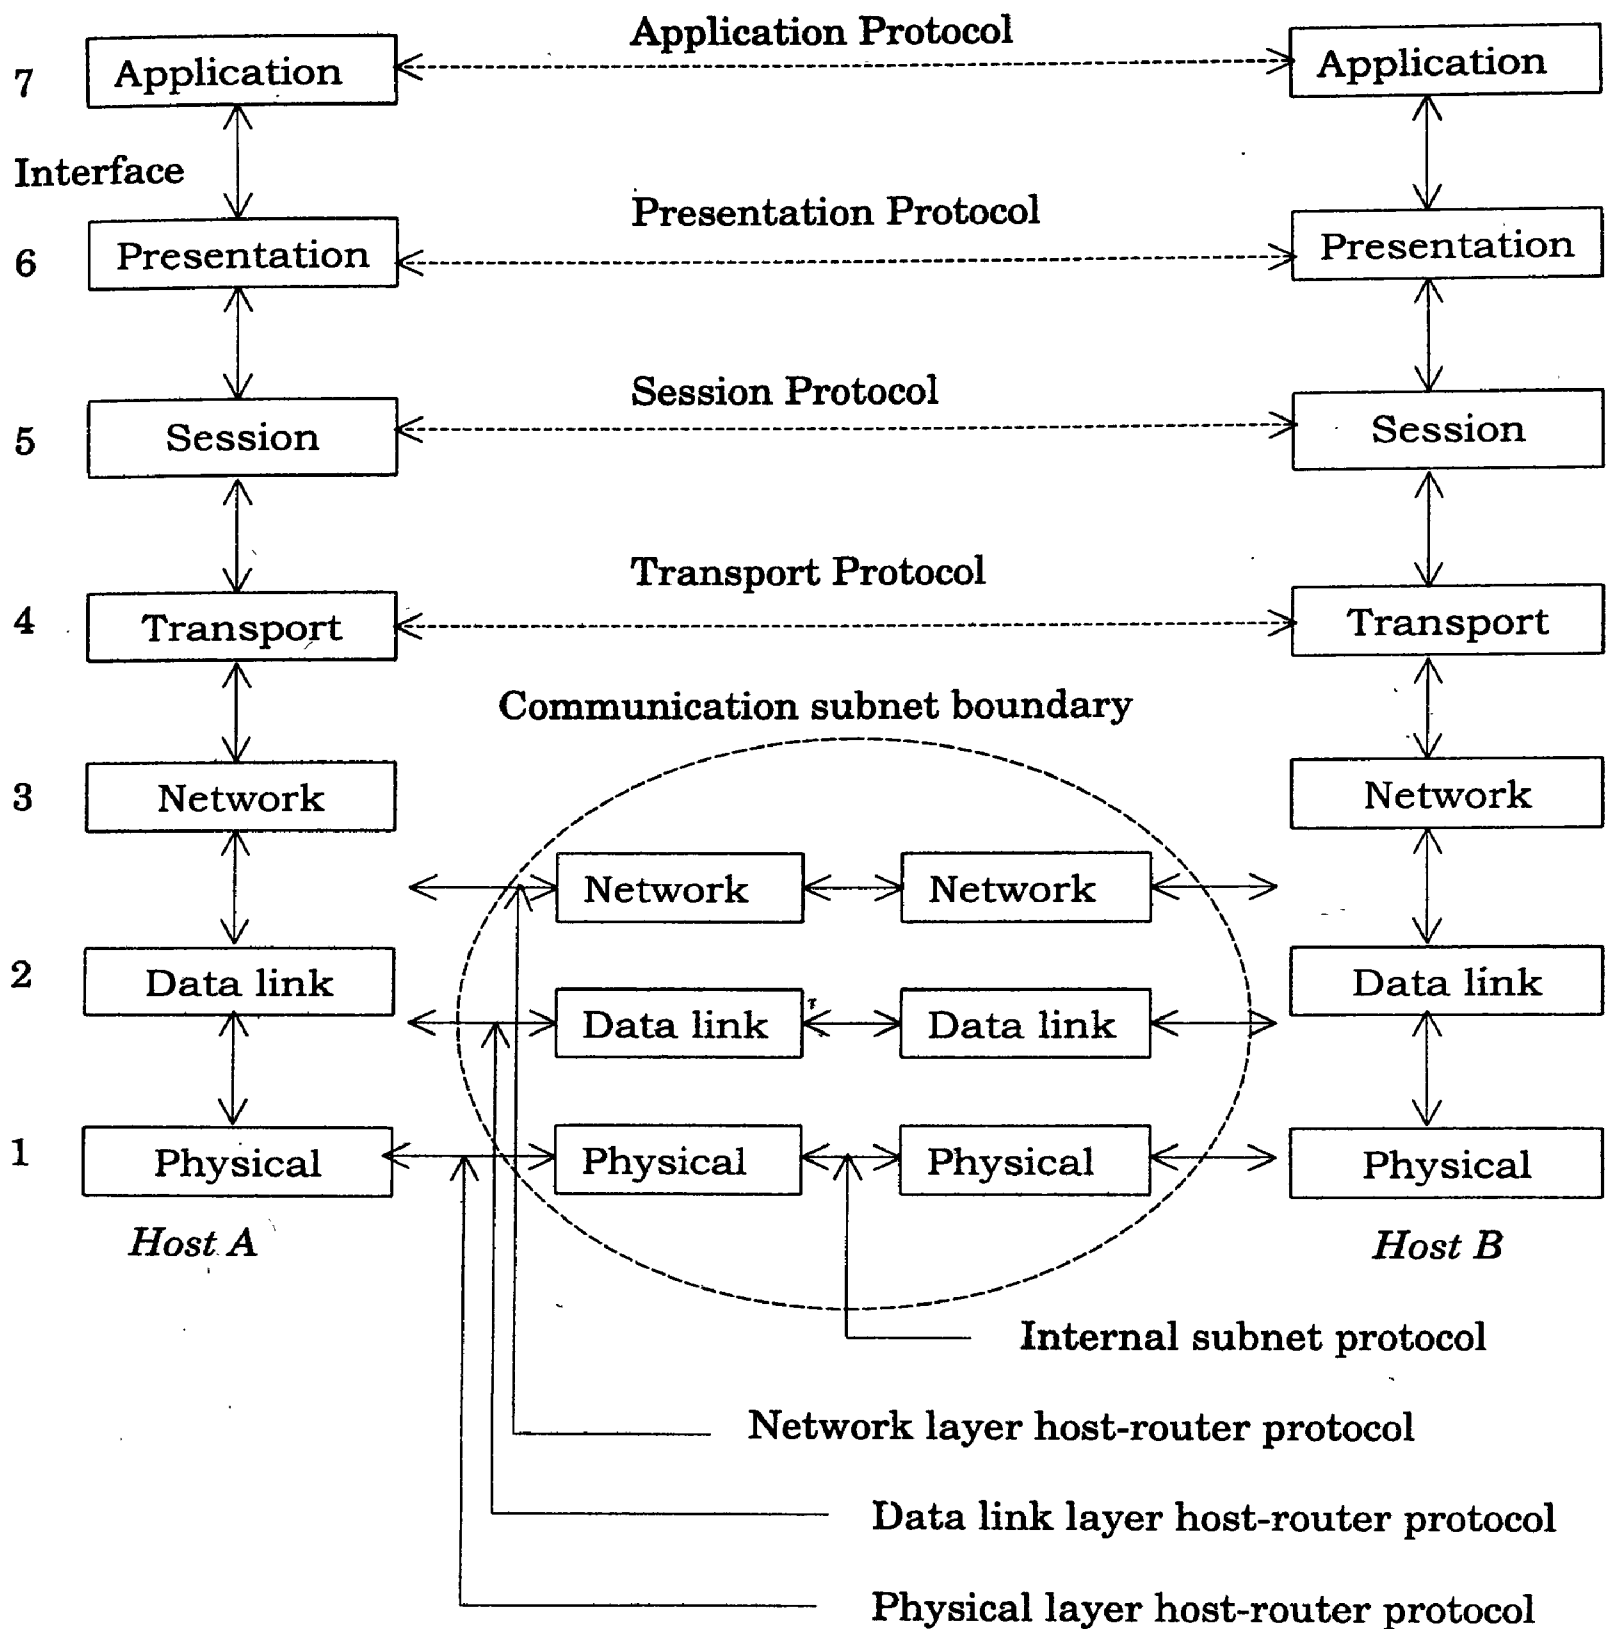 Application Protocol
7 Application Application
Interface
Presentation Protocol
6 Presentation Presentation
Session Protocol
5 Session Session
Transport Protocol
4 Transport Transport
Communication subnet boundary
3 Network Network
Network Network
2 Data link Data link
Data link Data link
1 Physical Physical Physical Physical
Host A Host B
Internal subnet protocol
Network layer host-router protocol
Data link layer host-router protocol
Physical layer host-router protocol